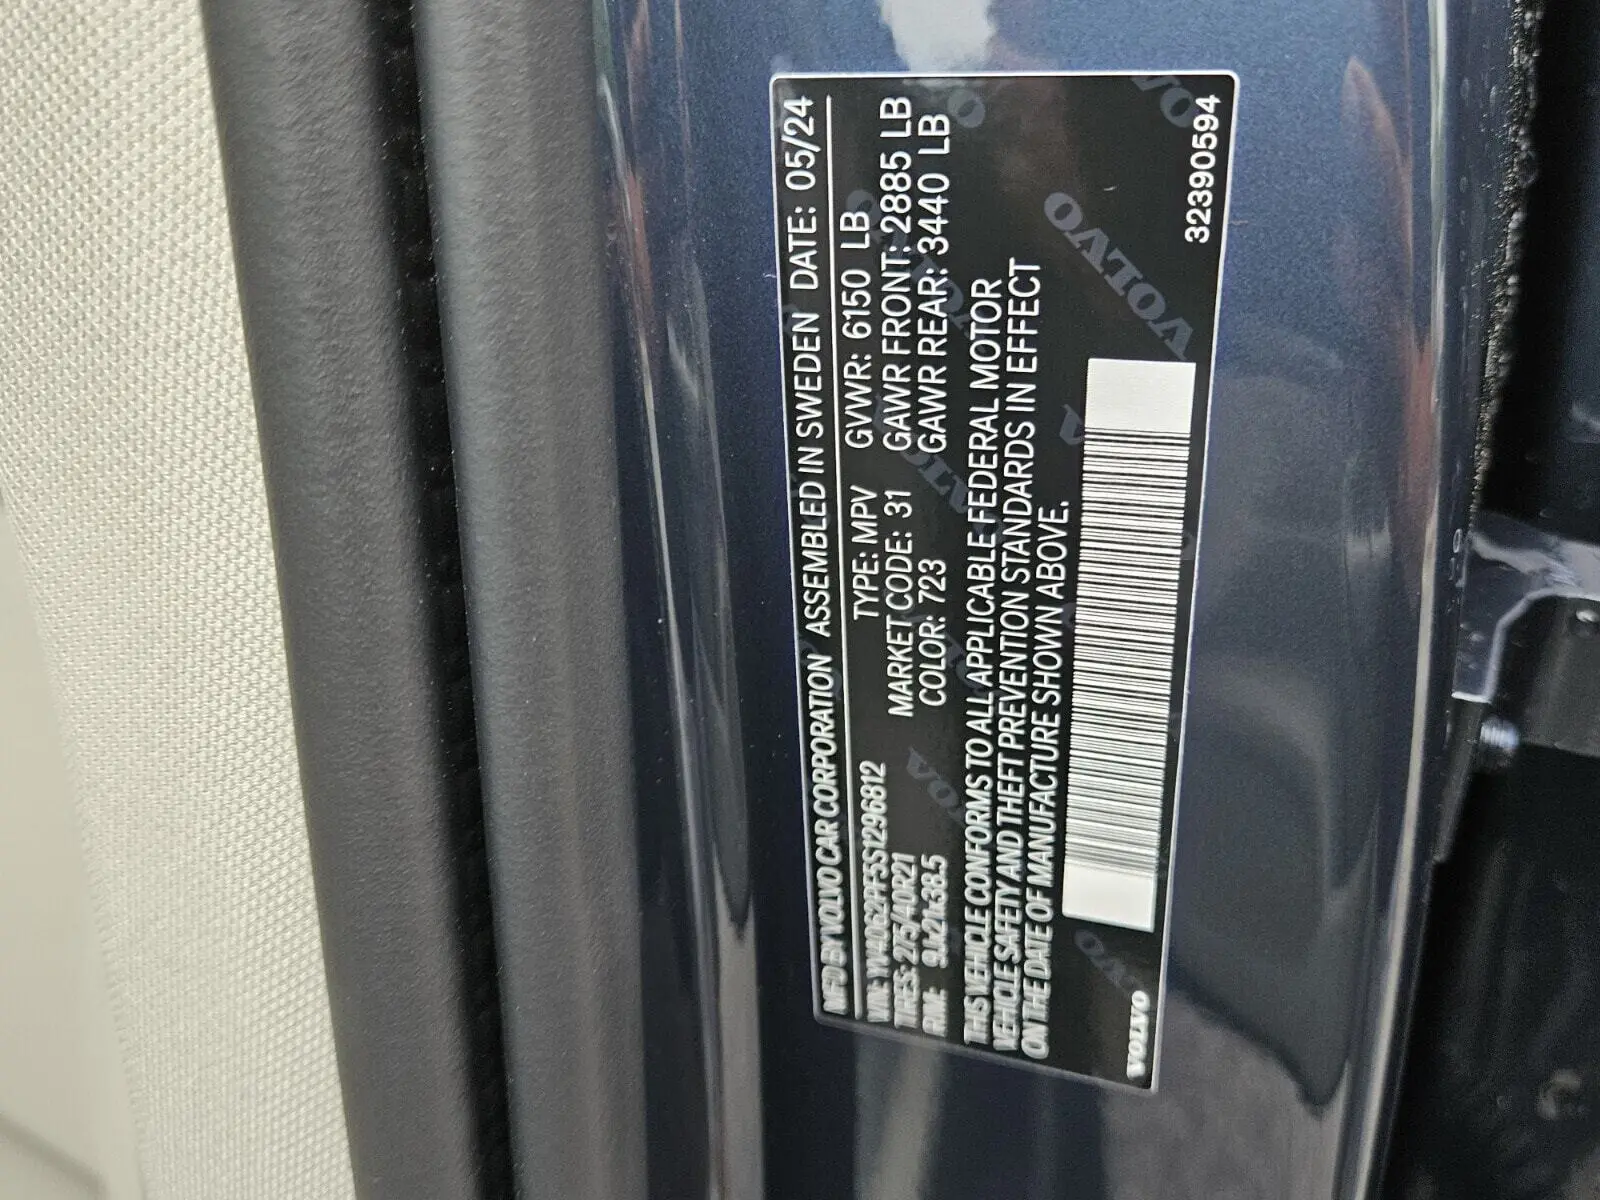 MFD BY VOLVO CAR CORPORATION ASSEMBLED IN SWEDEN DATE: 05/24
VIN: YV4062PF5S1296812 TYPE: MPV GVWR: 6150 LB
TIRES: 275/40R21 MARKET CODE: 31 GAWR FRONT: 2885 LB
RIM: 9Jx21x38.5 COLOR: 723 GAWR REAR: 3440 LB
THIS VEHICLE CONFORMS TO ALL APPLICABLE FEDERAL MOTOR
VEHICLE SAFETY AND THEFT PREVENTION STANDARDS IN EFFECT
ON THE DATE OF MANUFACTURE SHOWN ABOVE.
VOLVO 32390594